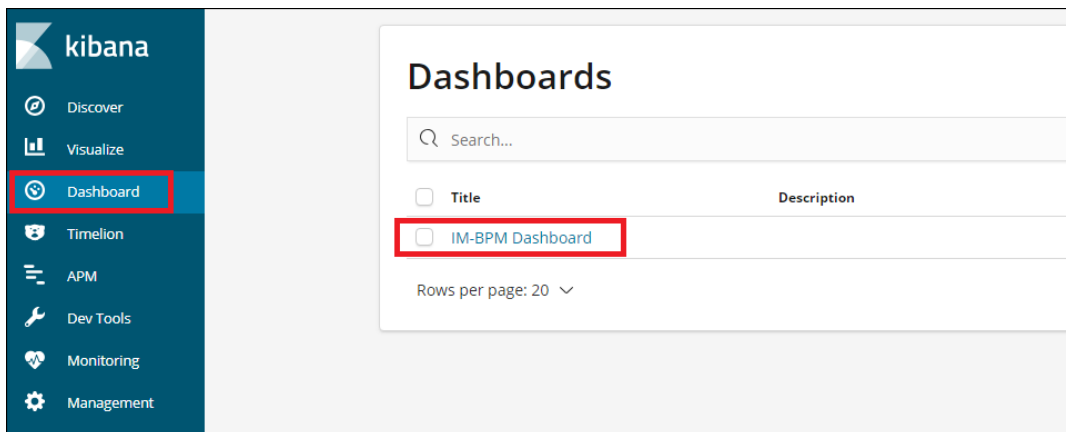 kibana
Discover
Visualize
Dashboard
Timelion
APM
Dev Tools
Monitoring
Management
Dashboards
Search...
Title Description
IM-BPM Dashboard
Rows per page: 20